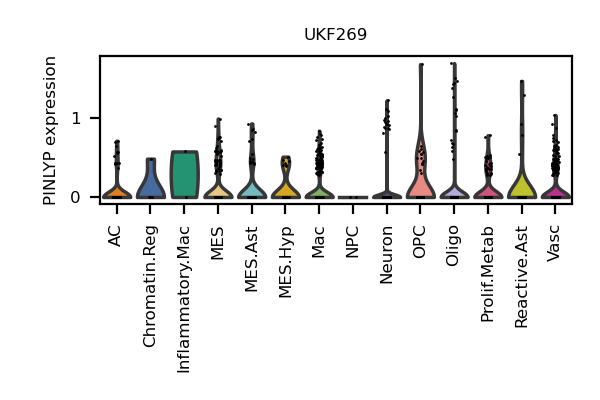 UKF269
PINLYP expression
1
0
AC
Chromatin.Reg
Inflammatory.Mac
MES
MES.Ast
MES.Hyp
Mac
NPC
Neuron
OPC
Oligo
Prolif.Metab
Reactive.Ast
Vasc